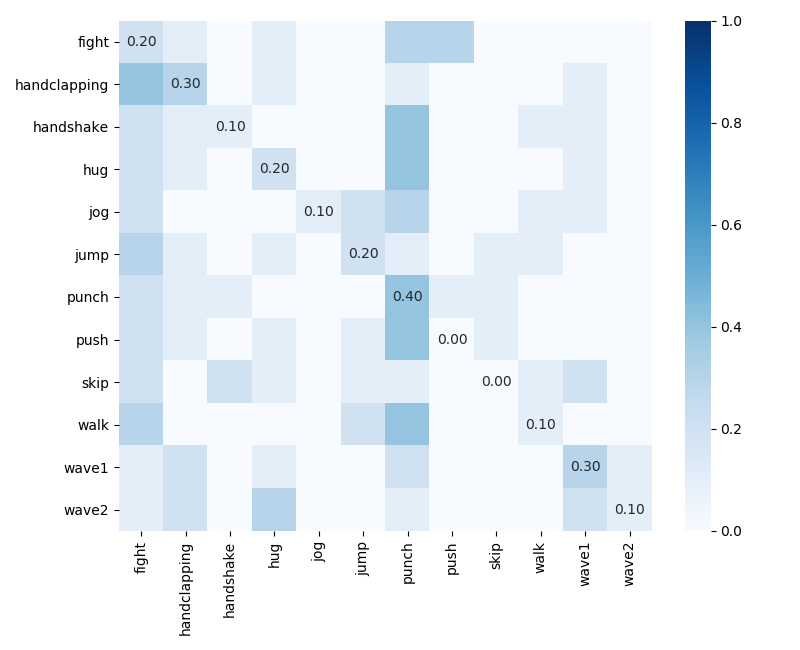 1.0
fight 0.20
handclapping 0.30
0.8
handshake 0.10
hug 0.20
0.6
jog 0.10
jump 0.20
0.4
punch 0.40
push 0.00
skip 0.00
0.2
walk 0.10
wave1 0.30
wave2 0.10
0.0
fight handclapping handshake hug jog jump punch push skip walk wave1 wave2